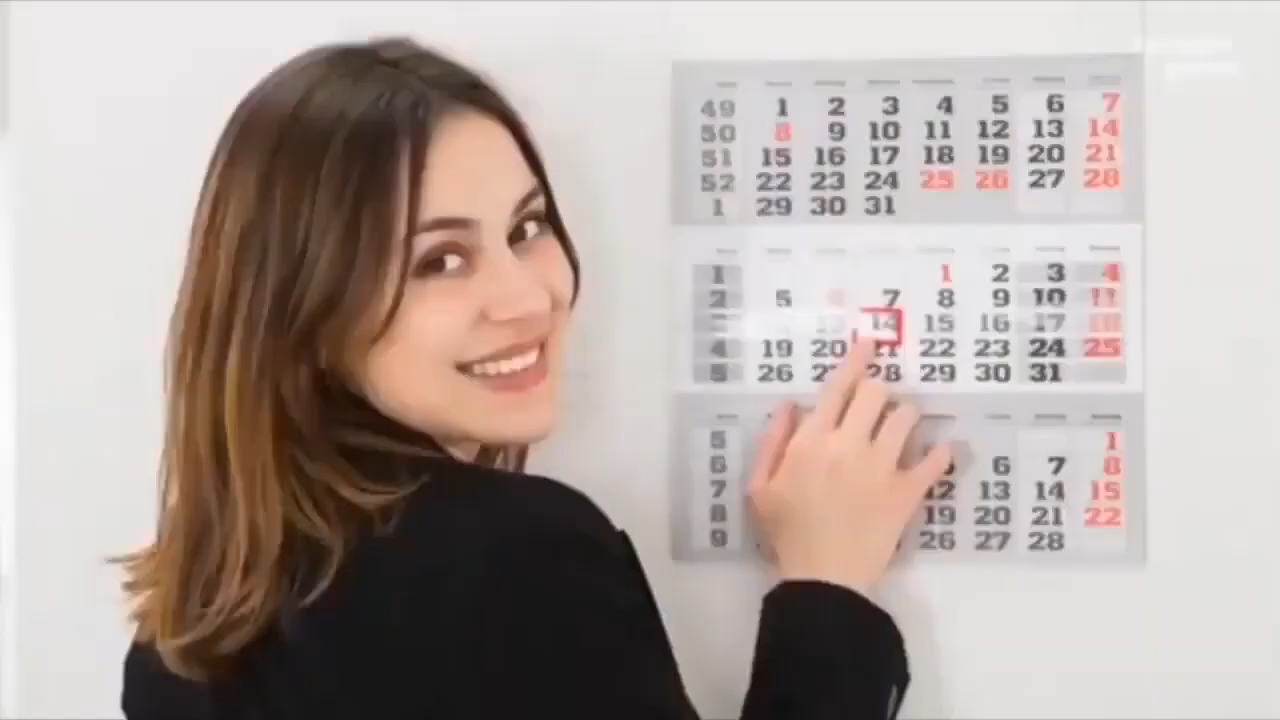 49 1 2 3 4 5 6 7
50 8 9 10 11 12 13 14
51 15 16 17 18 19 20 21
52 22 23 24 25 26 27 28
1 29 30 31
1 1 2 3 4
2 5 7 8 9 10 11
14 15 16 17 18
4 19 20 21 22 23 24 25
5 26 28 29 30 31
5 1
6 6 7 8
7 12 13 14 15
8 19 20 21 22
9 26 27 28